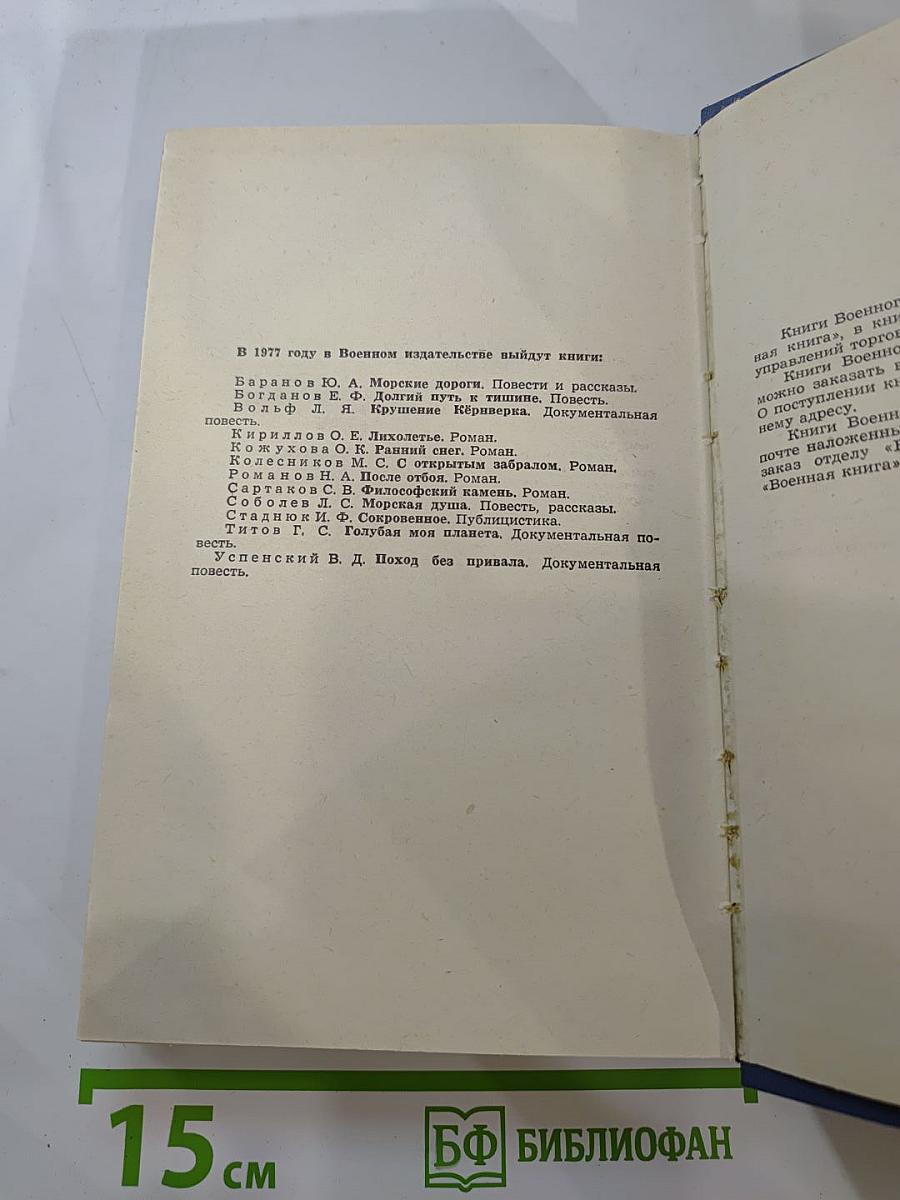 В 1977 году в Военном издательстве выйдут книги:
Баранов Ю. А. Морские дороги. Повести и рассказы.
Богданов Е. Ф. Долгий путь к тишине. Повесть.
Вольф Л. Я. Крушение Кёрнверка. Документальная
повесть.
Кириллов О. Е. Лихолетье. Роман.
Кожухова О. К. Ранний снег. Роман.
Колесников М. С. С открытым забралом. Роман.
Романов Н. А. После отбоя. Роман.
Сартаков С. В. Философский камень. Роман.
Соболев Л. С. Морская душа. Повесть, рассказы.
Стаднюк И. Ф. Сокровенное. Публицистика.
Титов Г. С. Голубая моя планета. Документальная по-
весть.
Успенский В. Д. Поход без привала. Документальная
повесть.
Книги Военног
ная книга», в кни
управлений торгов
Книги Военно
можно заказать в
О поступлении кн
нему адресу.
Книги Военн
почте наложенны
заказ отделу «
«Военная книга»
15 см
БФ БИБЛИОФАН